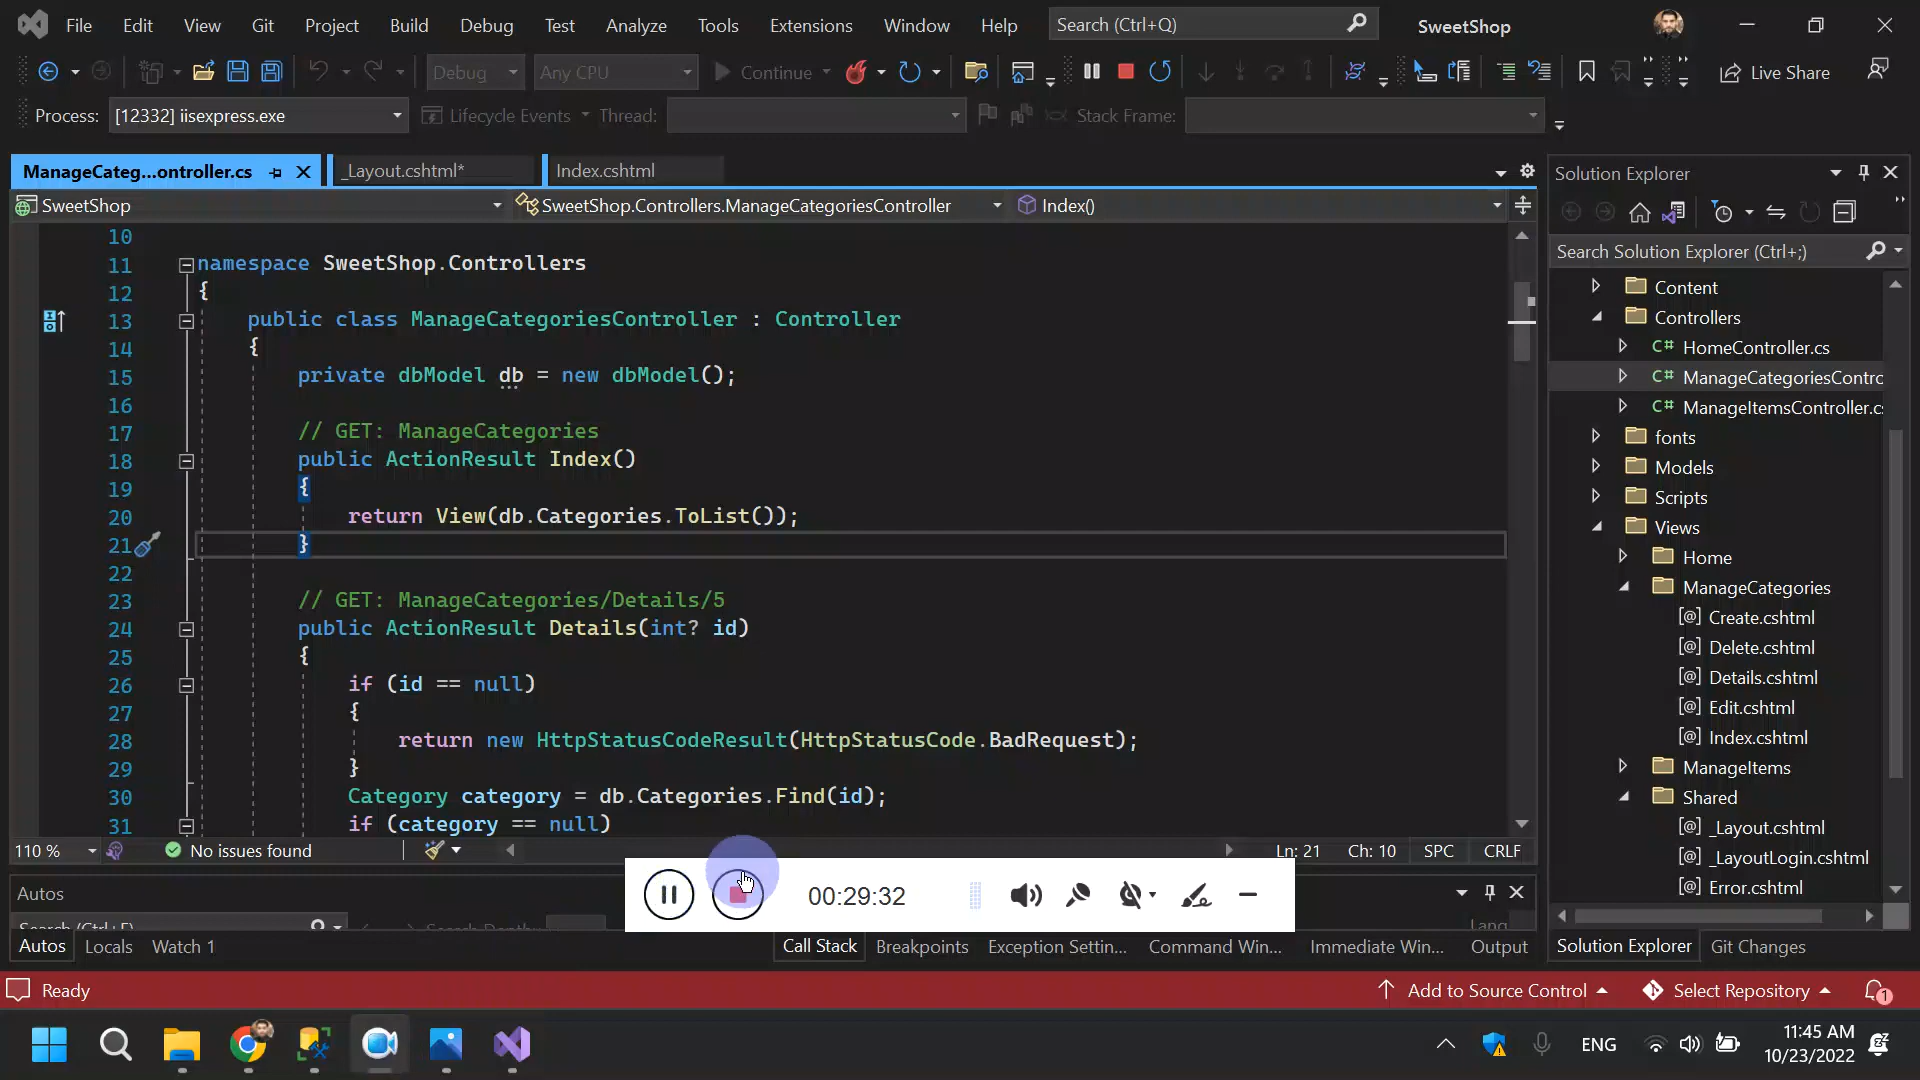 File Edit View Git Project Build Debug Test Analyze Tools Extensions Window Help Search (Ctrl+Q) SweetShop
Debug Any CPU Continue Live Share
Process: [12332] iisexpress.exe Lifecycle Events Thread: Stack Frame:
ManageCateg...ontroller.cs _Layout.cshtml* Index.cshtml
SweetShop SweetShop.Controllers.ManageCategoriesController Index()
10
11 namespace SweetShop.Controllers
12 {
13 public class ManageCategoriesController : Controller
14 {
15 private dbModel db = new dbModel();
16
17 // GET: ManageCategories
18 public ActionResult Index()
19 {
20 return View(db.Categories.ToList());
21 }
22
23 // GET: ManageCategories/Details/5
24 public ActionResult Details(int? id)
25 {
26 if (id == null)
27 {
28 return new HttpStatusCodeResult(HttpStatusCode.BadRequest);
29 }
30 Category category = db.Categories.Find(id);
31 if (category == null)
110 % No issues found Ln: 21 Ch: 10 SPC CRLF
Solution Explorer
Search Solution Explorer (Ctrl+;)
Content
Controllers
C# HomeController.cs
C# ManageCategoriesContro
C# ManageItemsController.c
fonts
Models
Scripts
Views
Home
ManageCategories
Create.cshtml
Delete.cshtml
Details.cshtml
Edit.cshtml
Index.cshtml
ManageItems
Shared
_Layout.cshtml
_LayoutLogin.cshtml
Error.cshtml
Solution Explorer Git Changes
Autos
Search (Ctrl+E) Search Depth: Lang
00:29:32
Autos Locals Watch 1 Call Stack Breakpoints Exception Settin... Command Win... Immediate Win... Output
Ready Add to Source Control Select Repository 1
ENG 11:45 AM
10/23/2022